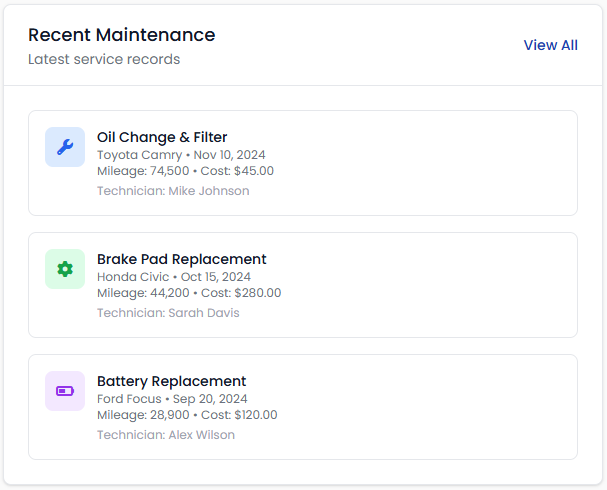 Recent Maintenance
Latest service records
View All
Oil Change & Filter
Toyota Camry • Nov 10, 2024
Mileage: 74,500 • Cost: $45.00
Technician: Mike Johnson
Brake Pad Replacement
Honda Civic • Oct 15, 2024
Mileage: 44,200 • Cost: $280.00
Technician: Sarah Davis
Battery Replacement
Ford Focus • Sep 20, 2024
Mileage: 28,900 • Cost: $120.00
Technician: Alex Wilson